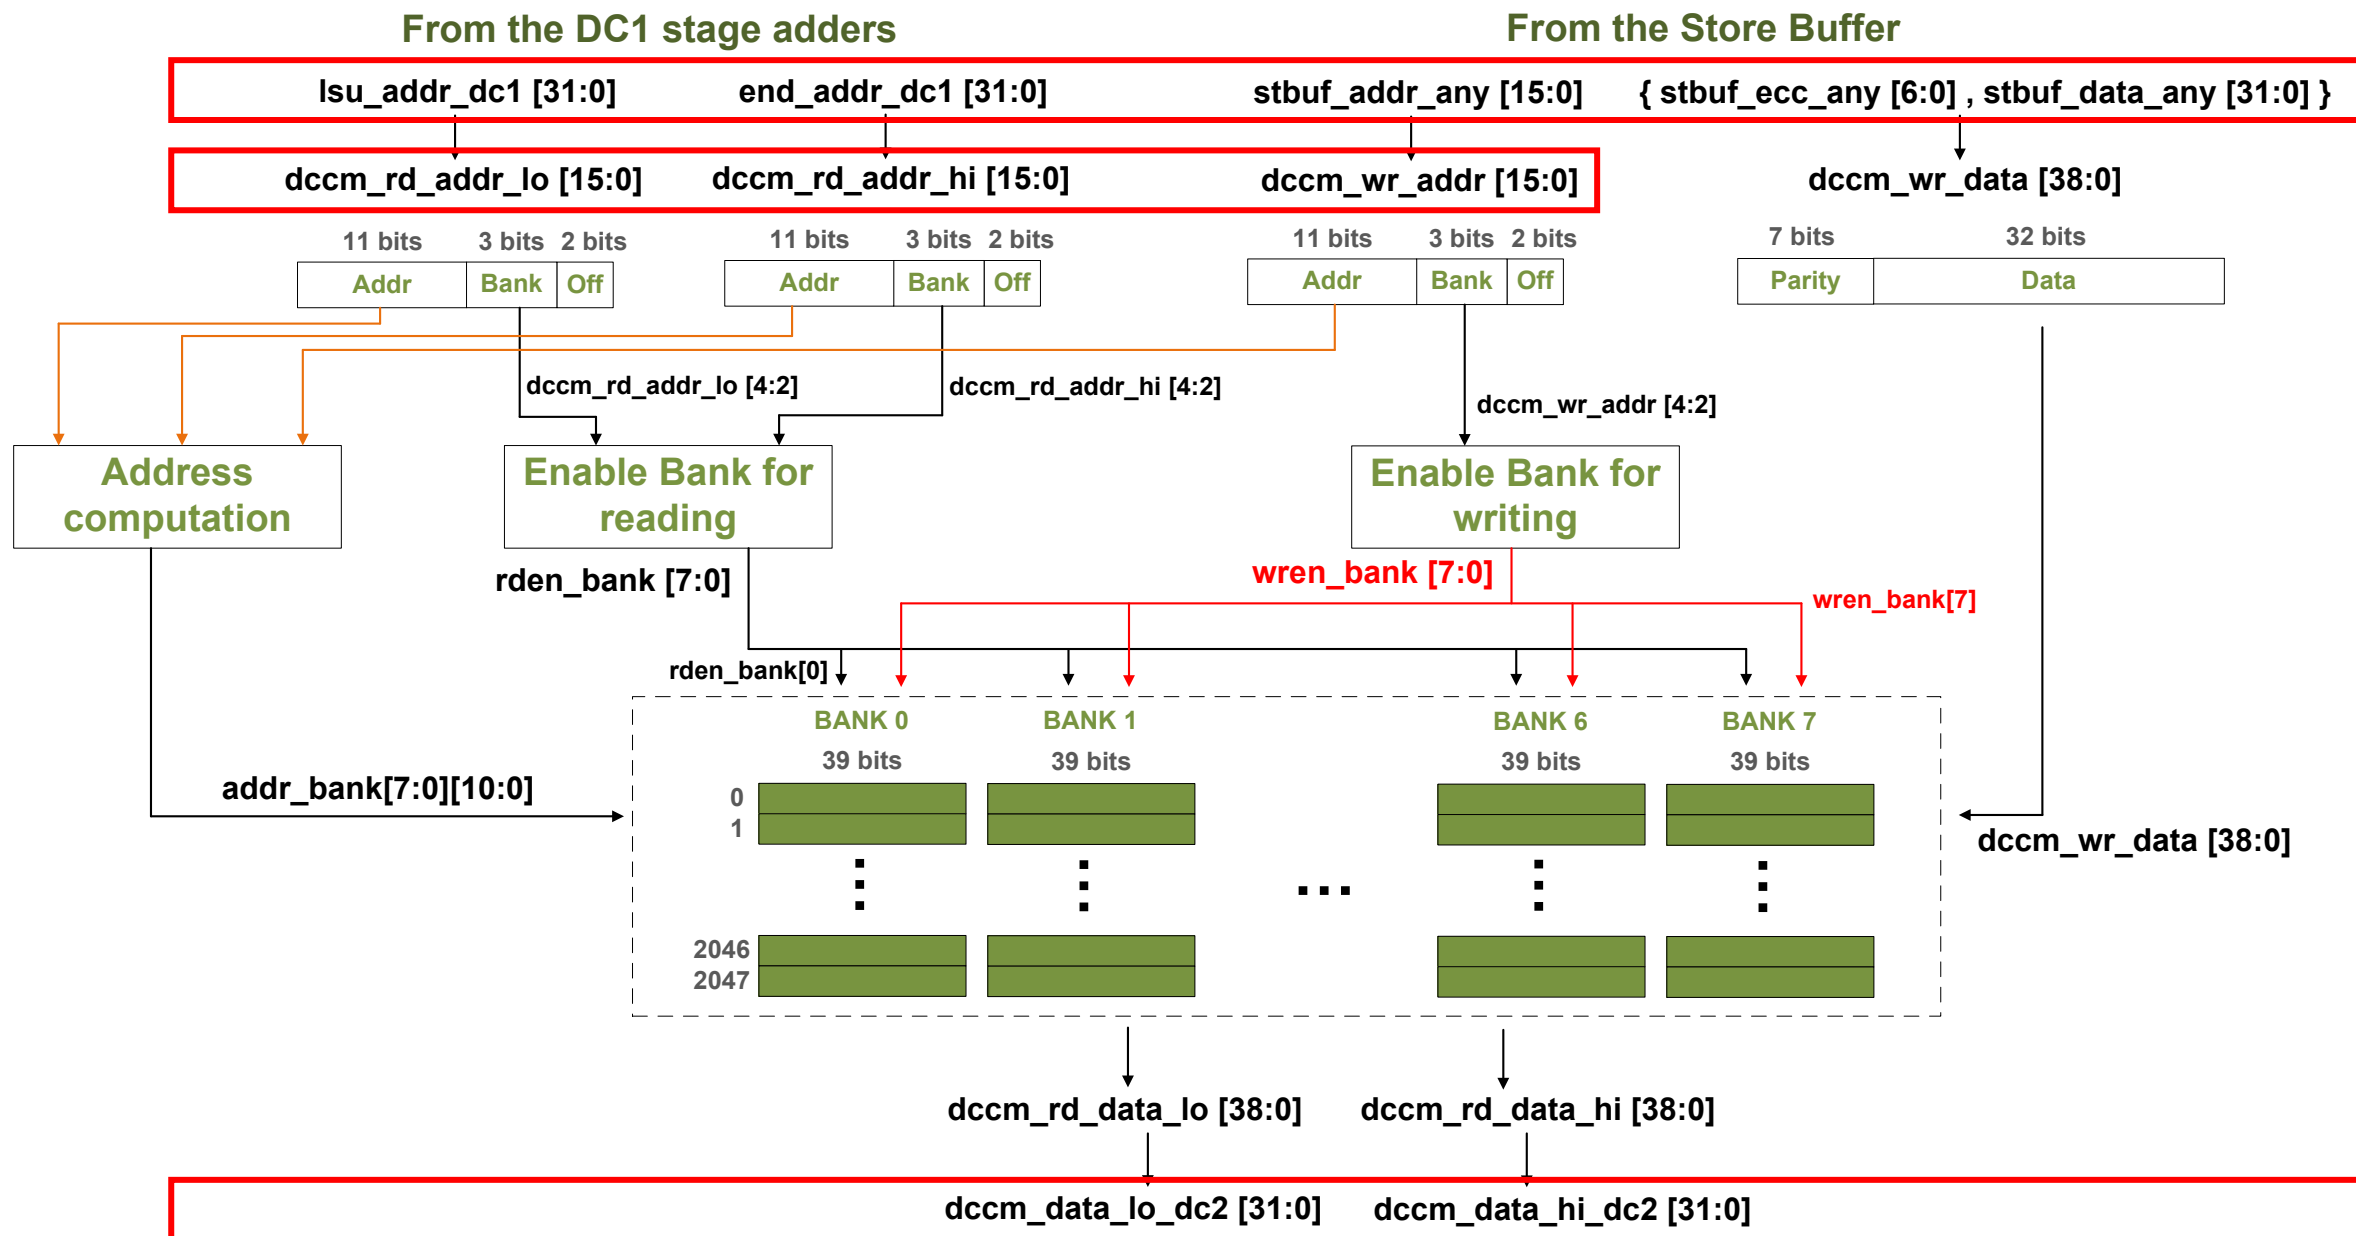 From the DC1 stage adders
From the Store Buffer
lsu_addr_dc1 [31:0]
end_addr_dc1 [31:0]
stbuf_addr_any [15:0]
{ stbuf_ecc_any [6:0] , stbuf_data_any [31:0] }
dccm_rd_addr_lo [15:0]
dccm_rd_addr_hi [15:0]
dccm_wr_addr [15:0]
dccm_wr_data [38:0]
11 bits
3 bits
2 bits
11 bits
3 bits
2 bits
11 bits
3 bits
2 bits
7 bits
32 bits
Addr
Bank
Off
Addr
Bank
Off
Addr
Bank
Off
Parity
Data
dccm_rd_addr_lo [4:2]
dccm_rd_addr_hi [4:2]
dccm_wr_addr [4:2]
Address
computation
Enable Bank for
reading
Enable Bank for
writing
rden_bank [7:0]
wren_bank [7:0]
wren_bank[7]
rden_bank[0]
BANK 0
BANK 1
BANK 6
BANK 7
39 bits
39 bits
39 bits
39 bits
addr_bank[7:0][10:0]
0
1
dccm_wr_data [38:0]
2046
2047
dccm_rd_data_lo [38:0]
dccm_rd_data_hi [38:0]
dccm_data_lo_dc2 [31:0]
dccm_data_hi_dc2 [31:0]